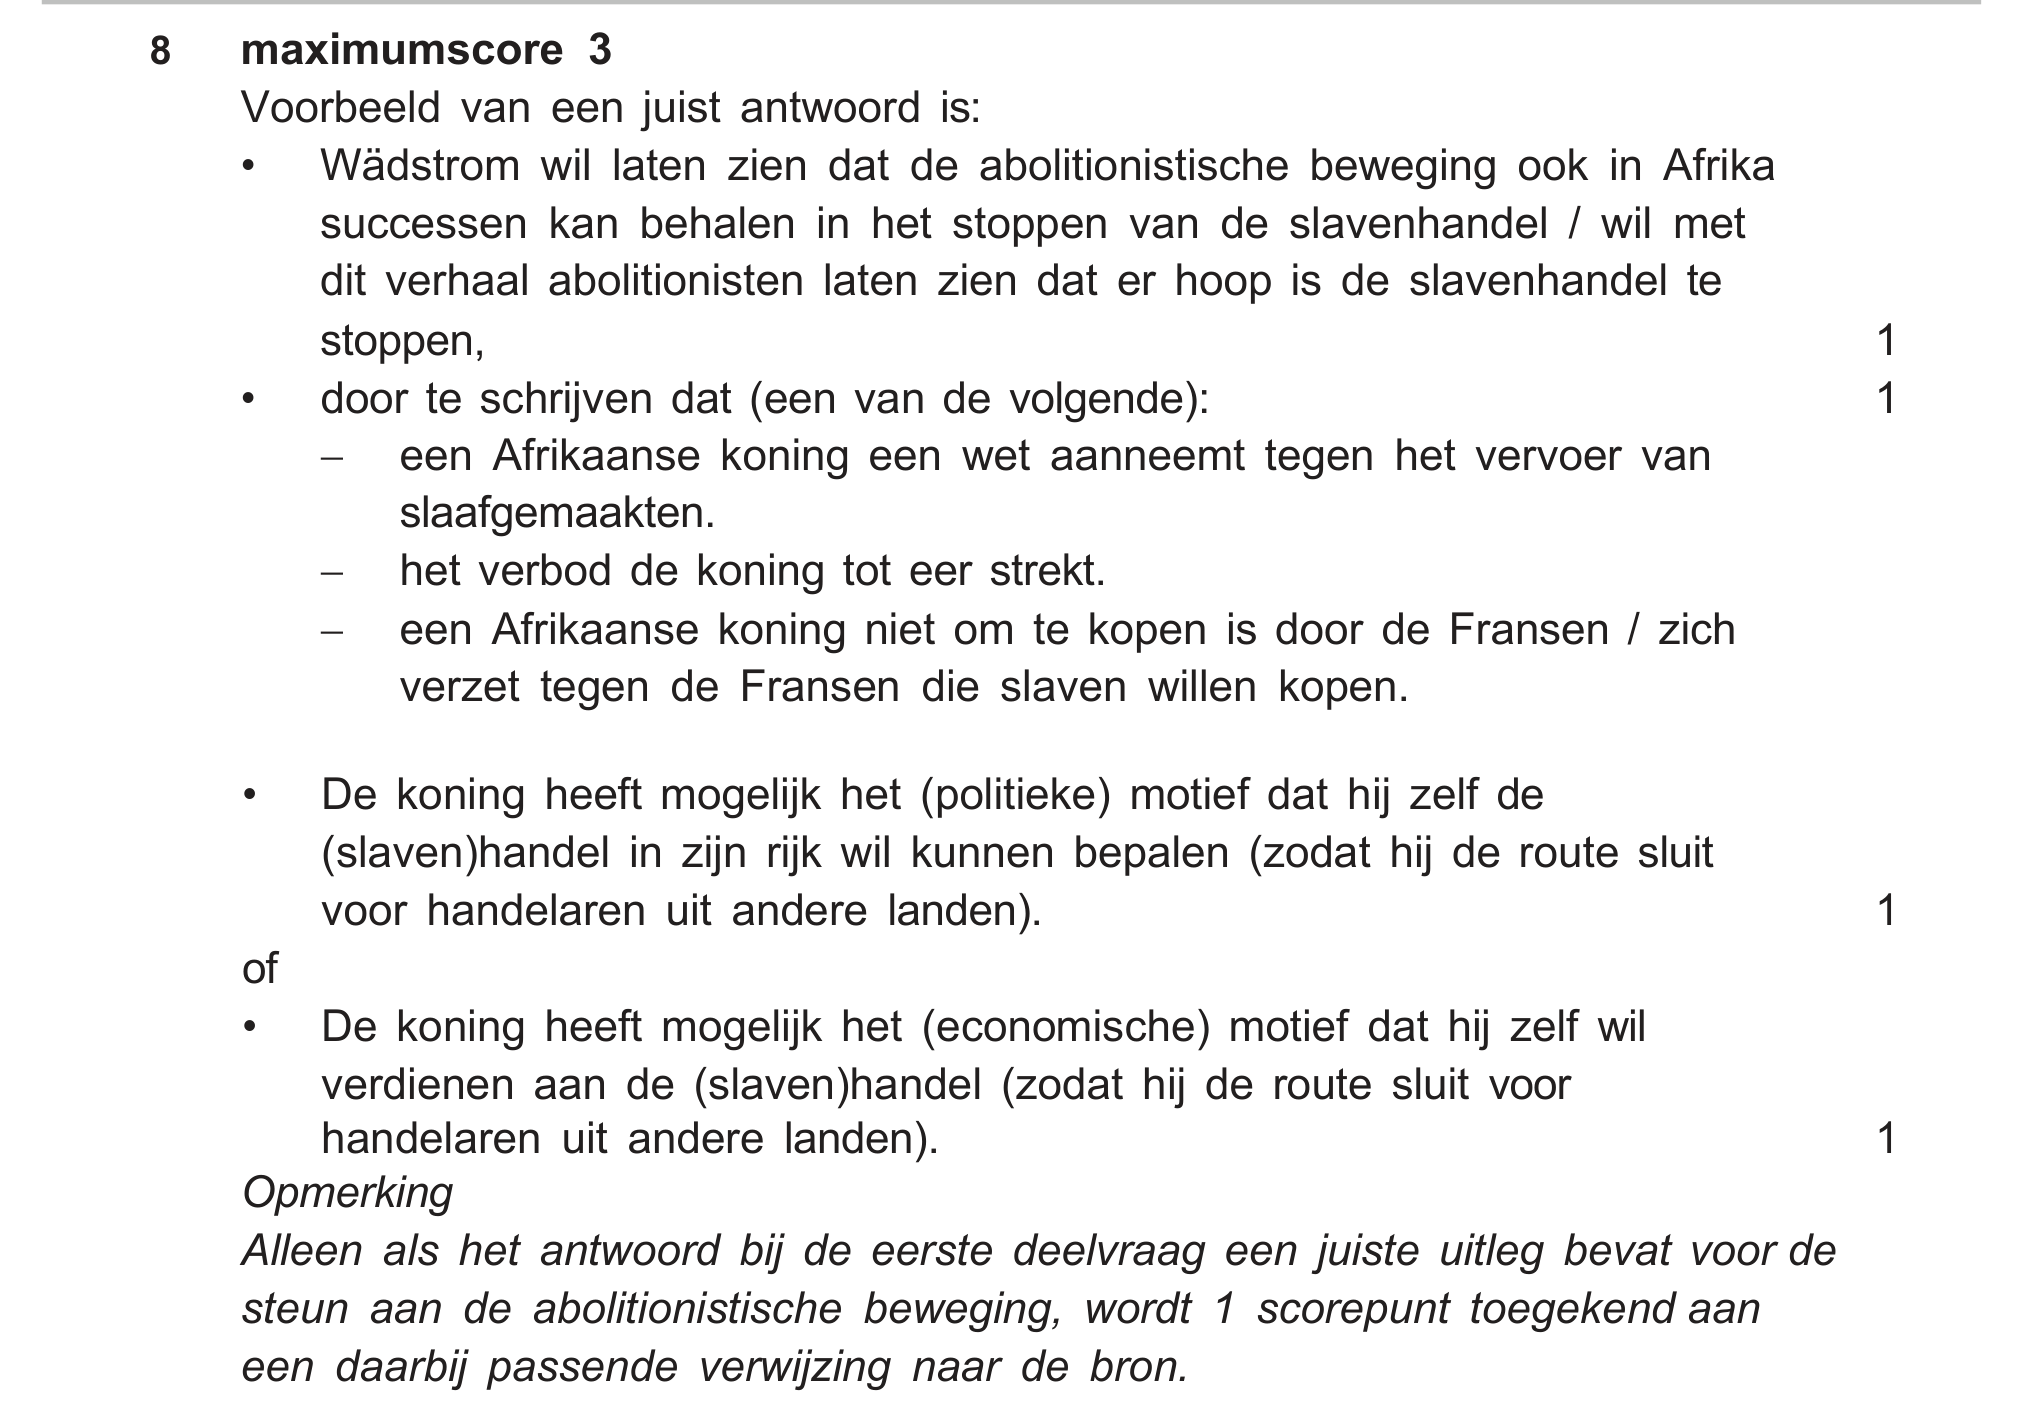 8 maximumscore 3
Voorbeeld van een juist antwoord is:
• Wädstrom wil laten zien dat de abolitionistische beweging ook in Afrika
successen kan behalen in het stoppen van de slavenhandel / wil met
dit verhaal abolitionisten laten zien dat er hoop is de slavenhandel te
stoppen, 1
• door te schrijven dat (een van de volgende): 1
– een Afrikaanse koning een wet aanneemt tegen het vervoer van
slaafgemaakten.
– het verbod de koning tot eer strekt.
– een Afrikaanse koning niet om te kopen is door de Fransen / zich
verzet tegen de Fransen die slaven willen kopen.
• De koning heeft mogelijk het (politieke) motief dat hij zelf de
(slaven)handel in zijn rijk wil kunnen bepalen (zodat hij de route sluit
voor handelaren uit andere landen). 1
of
• De koning heeft mogelijk het (economische) motief dat hij zelf wil
verdienen aan de (slaven)handel (zodat hij de route sluit voor
handelaren uit andere landen). 1
Opmerking
Alleen als het antwoord bij de eerste deelvraag een juiste uitleg bevat voor de
steun aan de abolitionistische beweging, wordt 1 scorepunt toegekend aan
een daarbij passende verwijzing naar de bron.